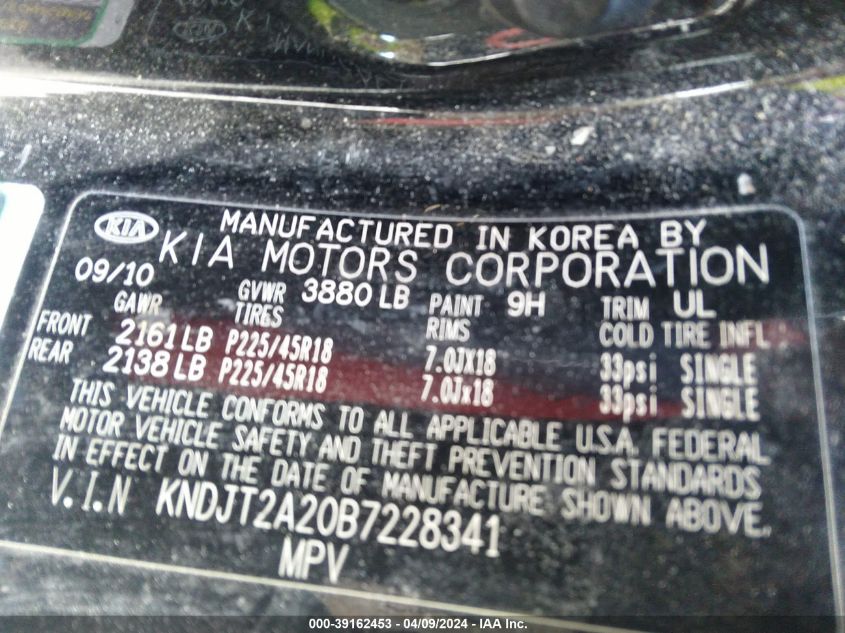 KIA
MANUFACTURED IN KOREA BY
KIA MOTORS CORPORATION
09/10 GVWR 3880 LB PAINT 9H TRIM UL
GAWR TIRES RIMS COLD TIRE INFL
FRONT 2161 LB P225/45R18 7.0JX18 33psi SINGLE
REAR 2138 LB P225/45R18 7.0Jx18 33psi SINGLE
THIS VEHICLE CONFORMS TO ALL APPLICABLE U.S.A. FEDERAL
MOTOR VEHICLE SAFETY AND THEFT PREVENTION STANDARDS
IN EFFECT ON THE DATE OF MANUFACTURE SHOWN ABOVE.
V.I.N KNDJT2A20B7228341
MPV
000-39162453 - 04/09/2024 - IAA Inc.